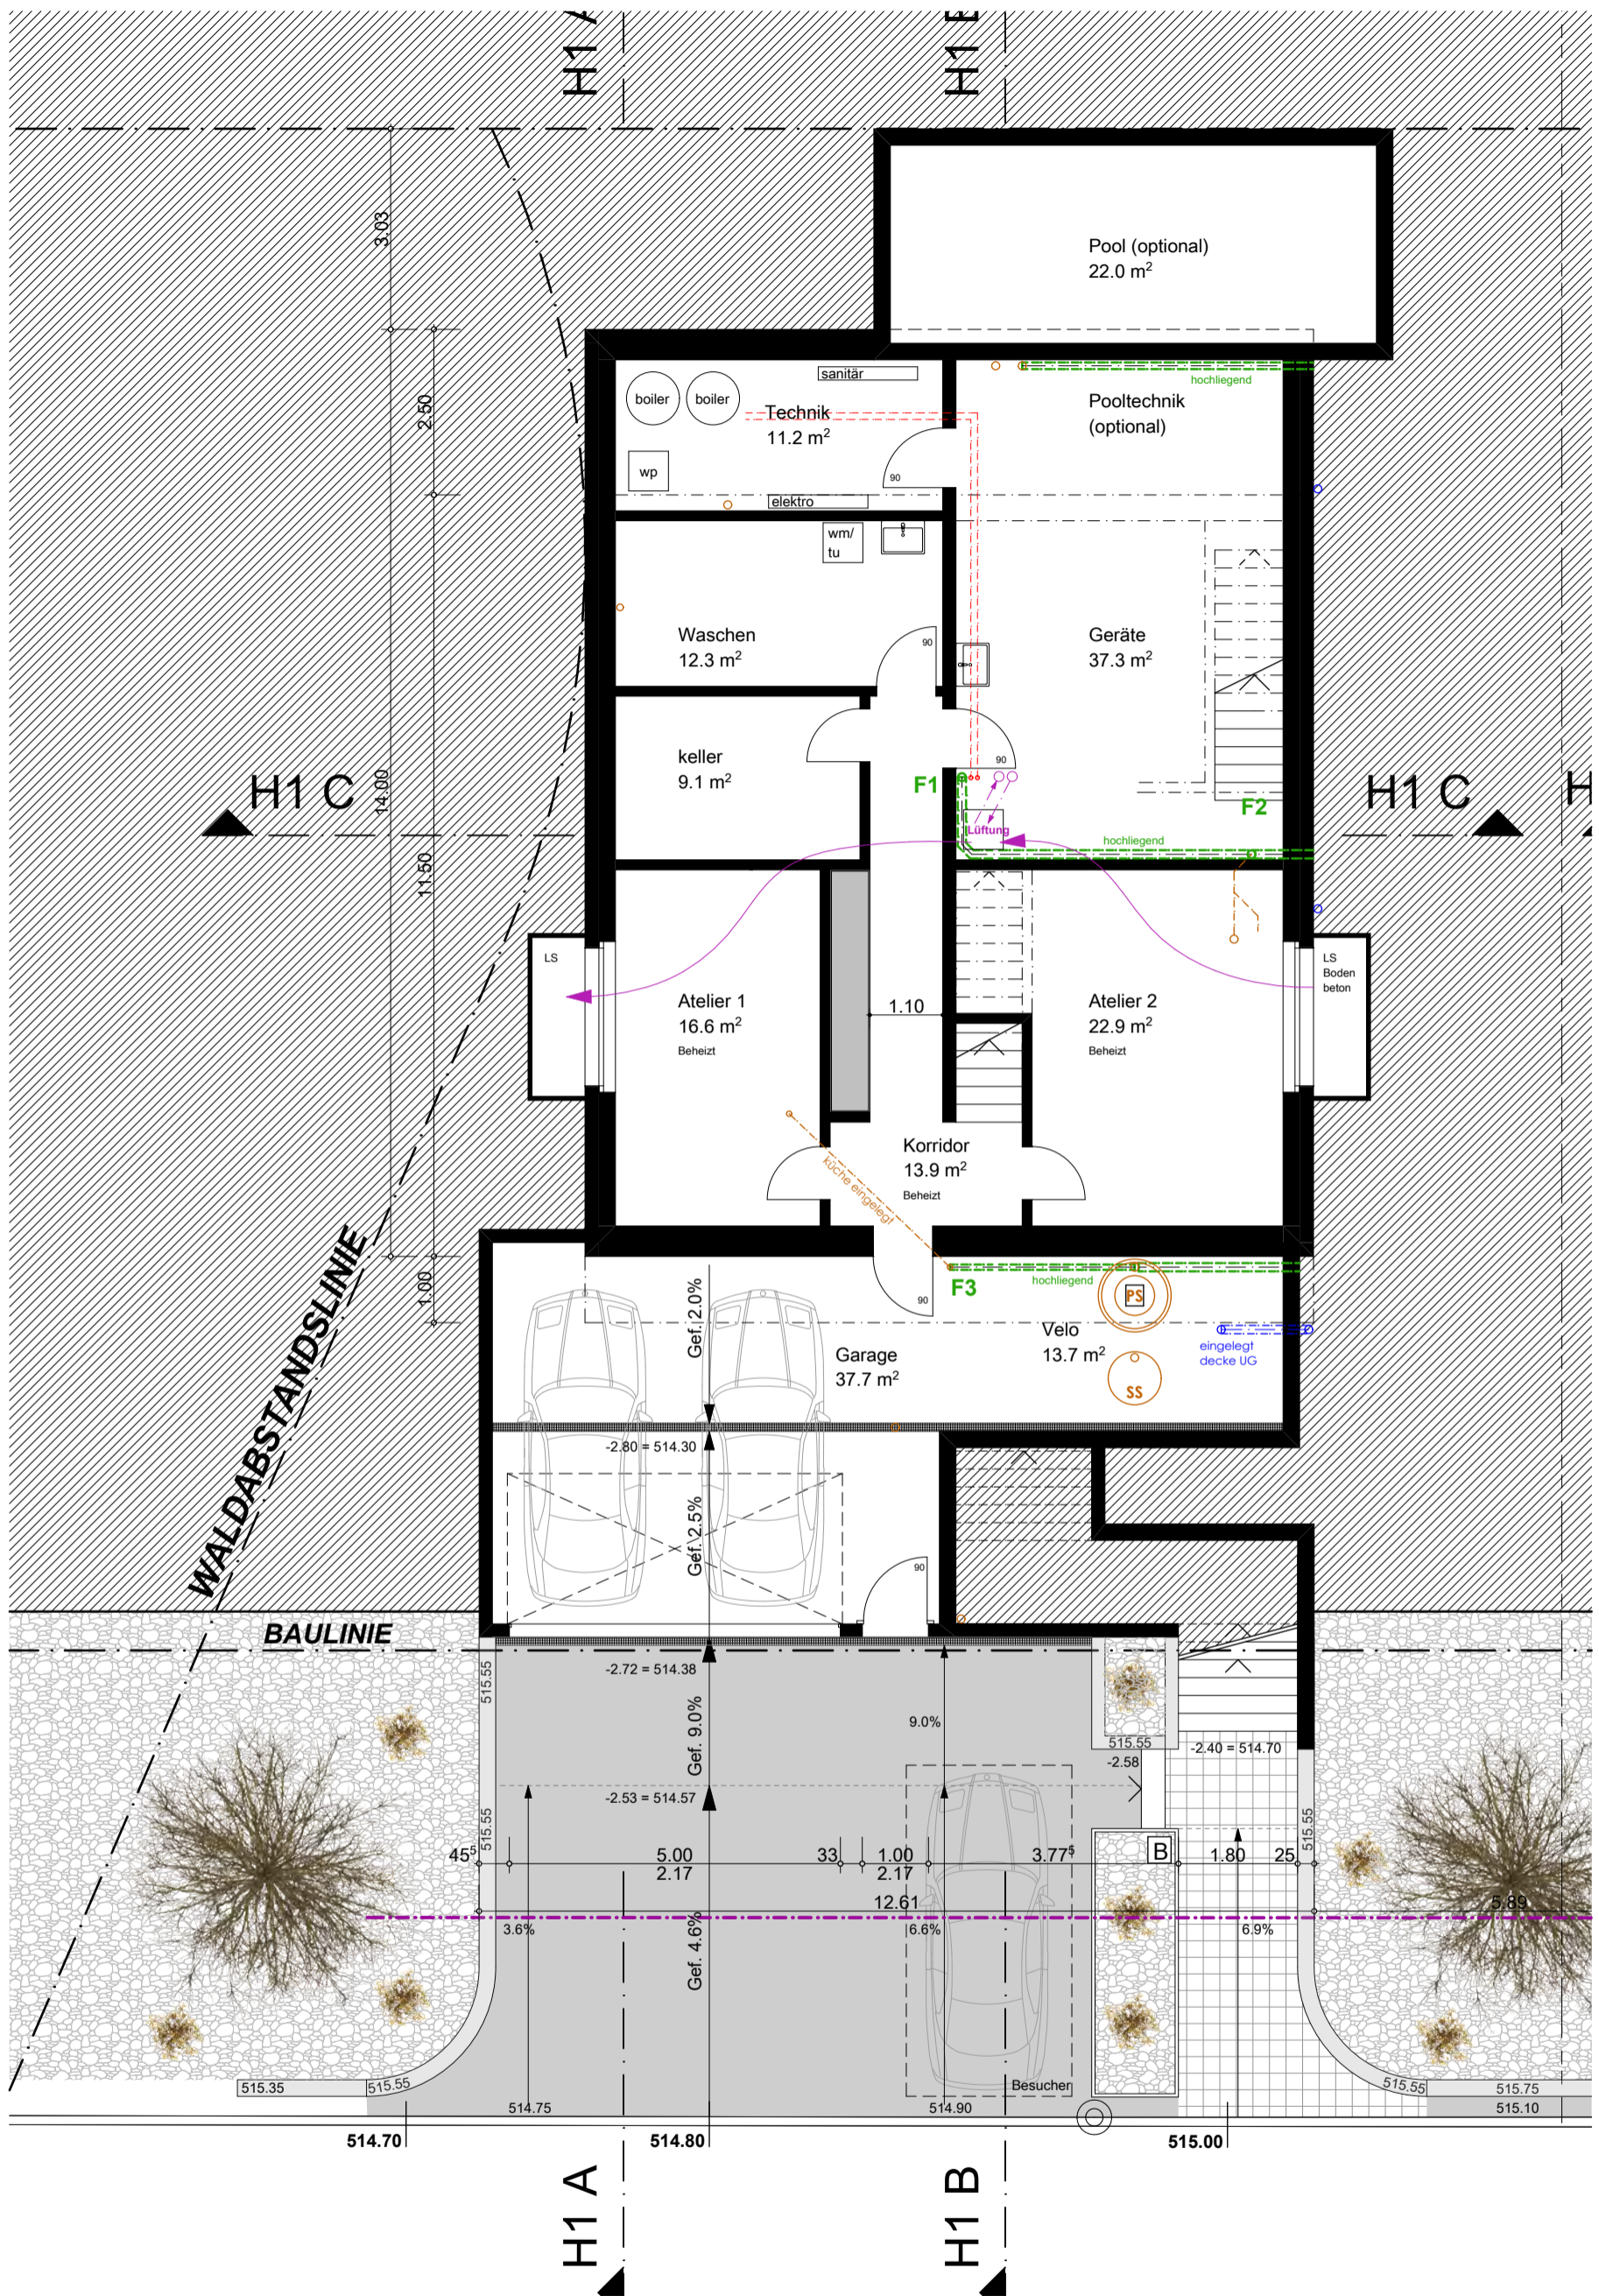 H1 A
H1 B
3.03
Pool (optional)
22.0 m²
sanitär
boiler
boiler
Technik
11.2 m²
hochliegend
Pooltechnik
(optional)
2.50
wp
90
elektro
wm/
tu
Waschen
12.3 m²
90
Geräte
37.3 m²
keller
9.1 m²
90
H1 C
14.00
F1
F2
H1 C
H
Lüftung
hochliegend
11.50
LS
LS
Boden
beton
Atelier 1
16.6 m²
Beheizt
1.10
Atelier 2
22.9 m²
Beheizt
Korridor
13.9 m²
Beheizt
küche eingelegt
WALDABSTANDSLINIE
1.00
Gef. 2.0%
90
F3
hochliegend
PS
Velo
13.7 m²
eingelegt
decke UG
Garage
37.7 m²
SS
-2.80 = 514.30
Gef. 2.5%
90
BAULINIE
515.55
-2.72 = 514.38
Gef. 9.0%
9.0%
515.55
-2.58
-2.40 = 514.70
-2.53 = 514.57
515.55
515.55
45⁵
5.00
2.17
33
1.00
2.17
3.77⁵
B
1.80
25
12.61
5.89
3.6%
Gef. 4.6%
6.6%
6.9%
Besucher
515.35
515.55
515.55
515.75
514.75
514.90
515.10
514.70
514.80
515.00
H1 A
H1 B